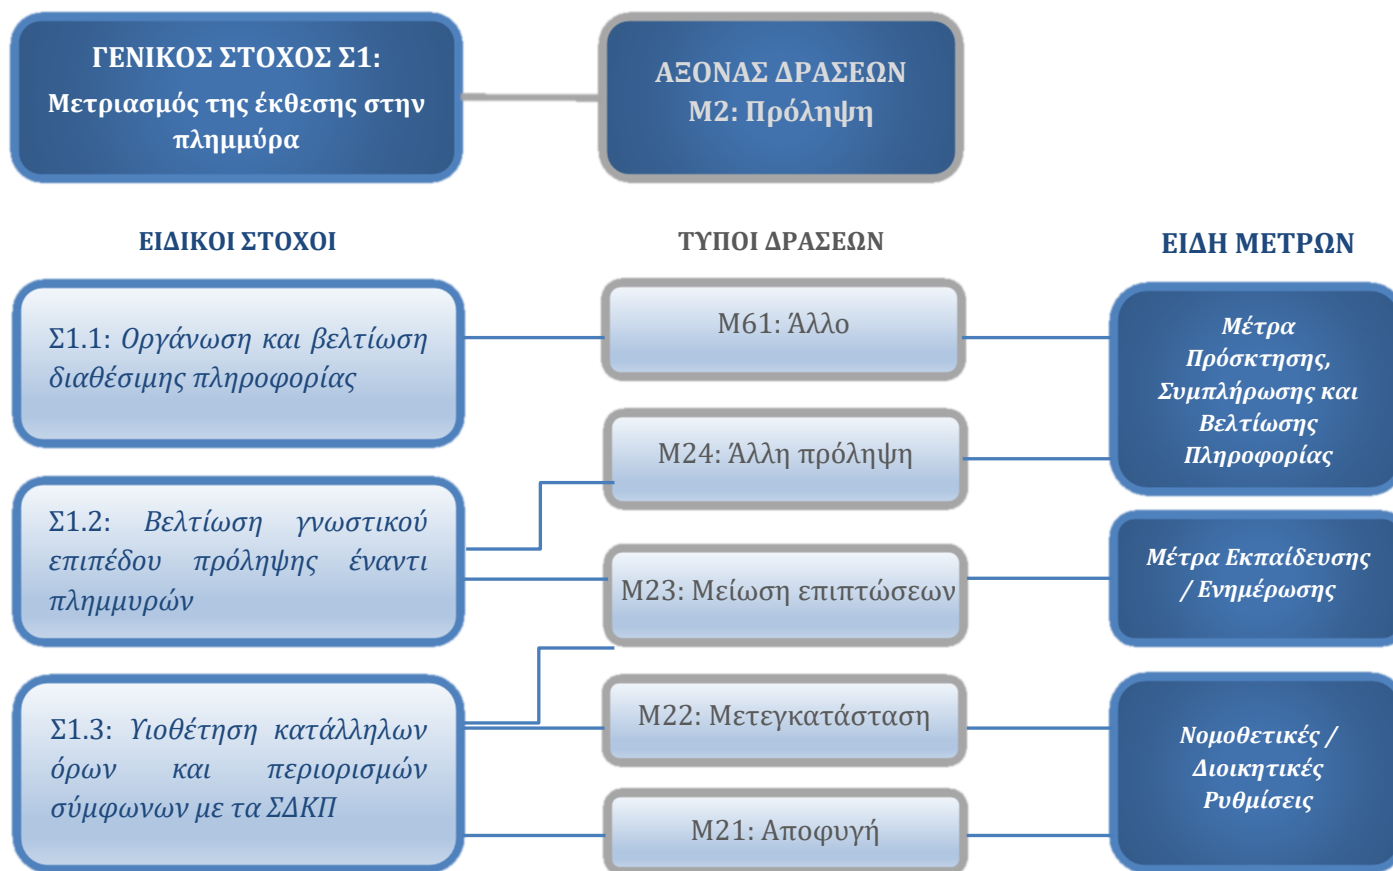 ΓΕΝΙΚΟΣ ΣΤΟΧΟΣ Σ1:
Μετριασμός της έκθεσης στην
πλημμύρα
ΑΞΟΝΑΣ ΔΡΑΣΕΩΝ
Μ2: Πρόληψη
ΕΙΔΙΚΟΙ ΣΤΟΧΟΙ
ΤΥΠΟΙ ΔΡΑΣΕΩΝ
ΕΙΔΗ ΜΕΤΡΩΝ
Σ1.1: Οργάνωση και βελτίωση
διαθέσιμης πληροφορίας
Σ1.2: Βελτίωση γνωστικού
επιπέδου πρόληψης έναντι
πλημμυρών
Σ1.3: Υιοθέτηση κατάλληλων
όρων και περιορισμών
σύμφωνων με τα ΣΔΚΠ
Μ61: Άλλο
Μ24: Άλλη πρόληψη
Μ23: Μείωση επιπτώσεων
Μ22: Μετεγκατάσταση
Μ21: Αποφυγή
Μέτρα
Πρόσκτησης,
Συμπλήρωσης και
Βελτίωσης
Πληροφορίας
Μέτρα Εκπαίδευσης
/ Ενημέρωσης
Νομοθετικές /
Διοικητικές
Ρυθμίσεις